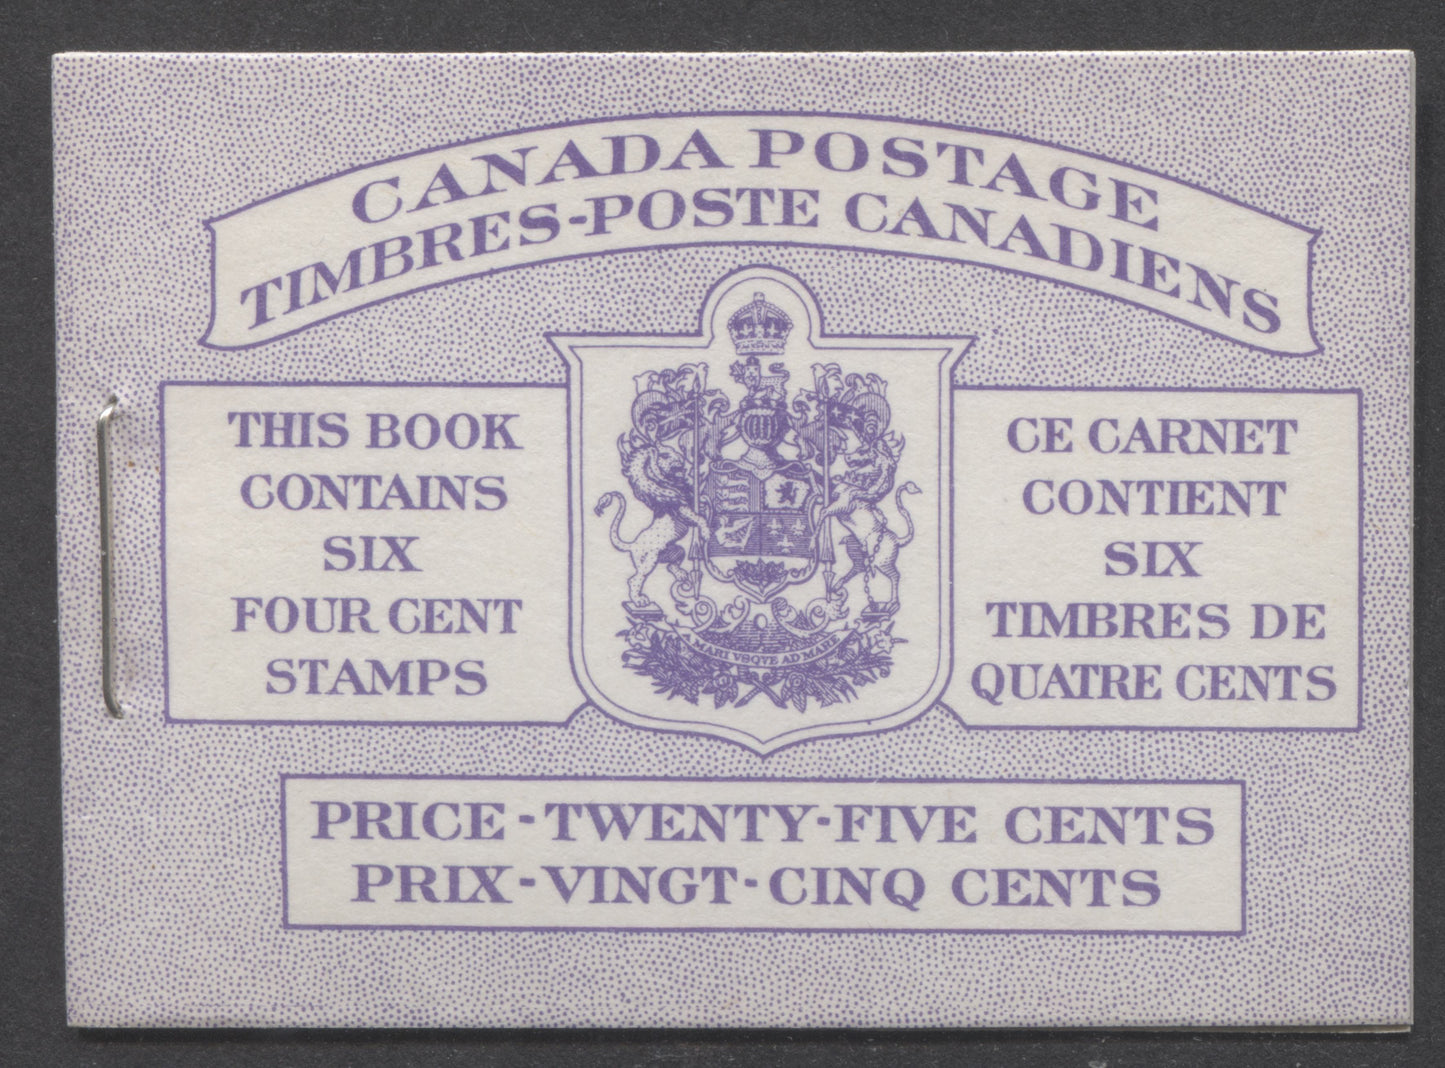 CANADA POSTAGE
TIMBRES-POSTE CANADIENS
THIS BOOK
CONTAINS
SIX
FOUR CENT
STAMPS
A MARI VSQVE AD MARE
CE CARNET
CONTIENT
SIX
TIMBRES DE
QUATRE CENTS
PRICE - TWENTY-FIVE CENTS
PRIX - VINGT - CINQ CENTS